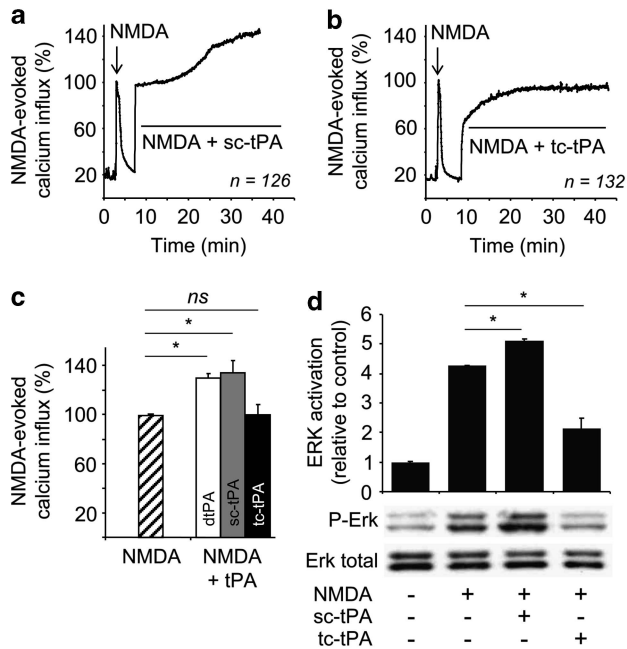 a
NMDA-evoked
calcium influx (%)
140
100
60
20
NMDA
NMDA + sc-tPA
n = 126
0 10 20 30 40
Time (min)
b
NMDA-evoked
calcium influx (%)
140
100
60
20
NMDA
NMDA + tc-tPA
n = 132
0 10 20 30 40
Time (min)
c
NMDA-evoked
calcium influx (%)
140
100
60
20
ns
*
*
dtPA
sc-tPA
tc-tPA
NMDA
NMDA
+ tPA
d
ERK activation
(relative to control)
6
5
4
3
2
1
0
*
*
P-Erk
Erk total
NMDA - + + +
sc-tPA - - + -
tc-tPA - - - +